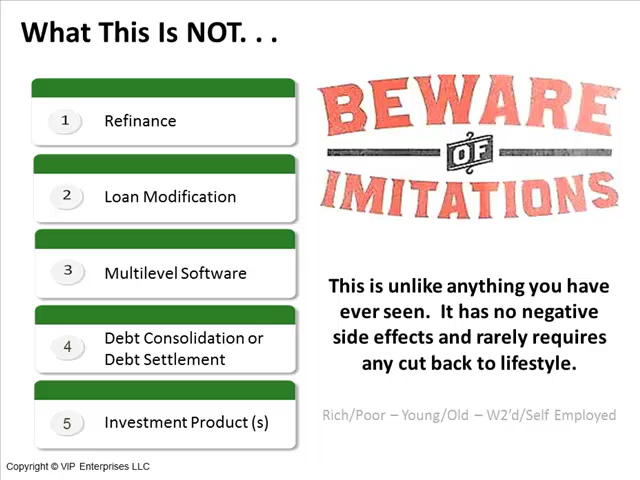 What This Is NOT. . .
1 Refinance
2 Loan Modification
3 Multilevel Software
4 Debt Consolidation or
Debt Settlement
5 Investment Product (s)
BEWARE
OF
IMITATIONS
This is unlike anything you have
ever seen.  It has no negative
side effects and rarely requires
any cut back to lifestyle.
Rich/Poor – Young/Old – W2'd/Self Employed
Copyright © VIP Enterprises LLC